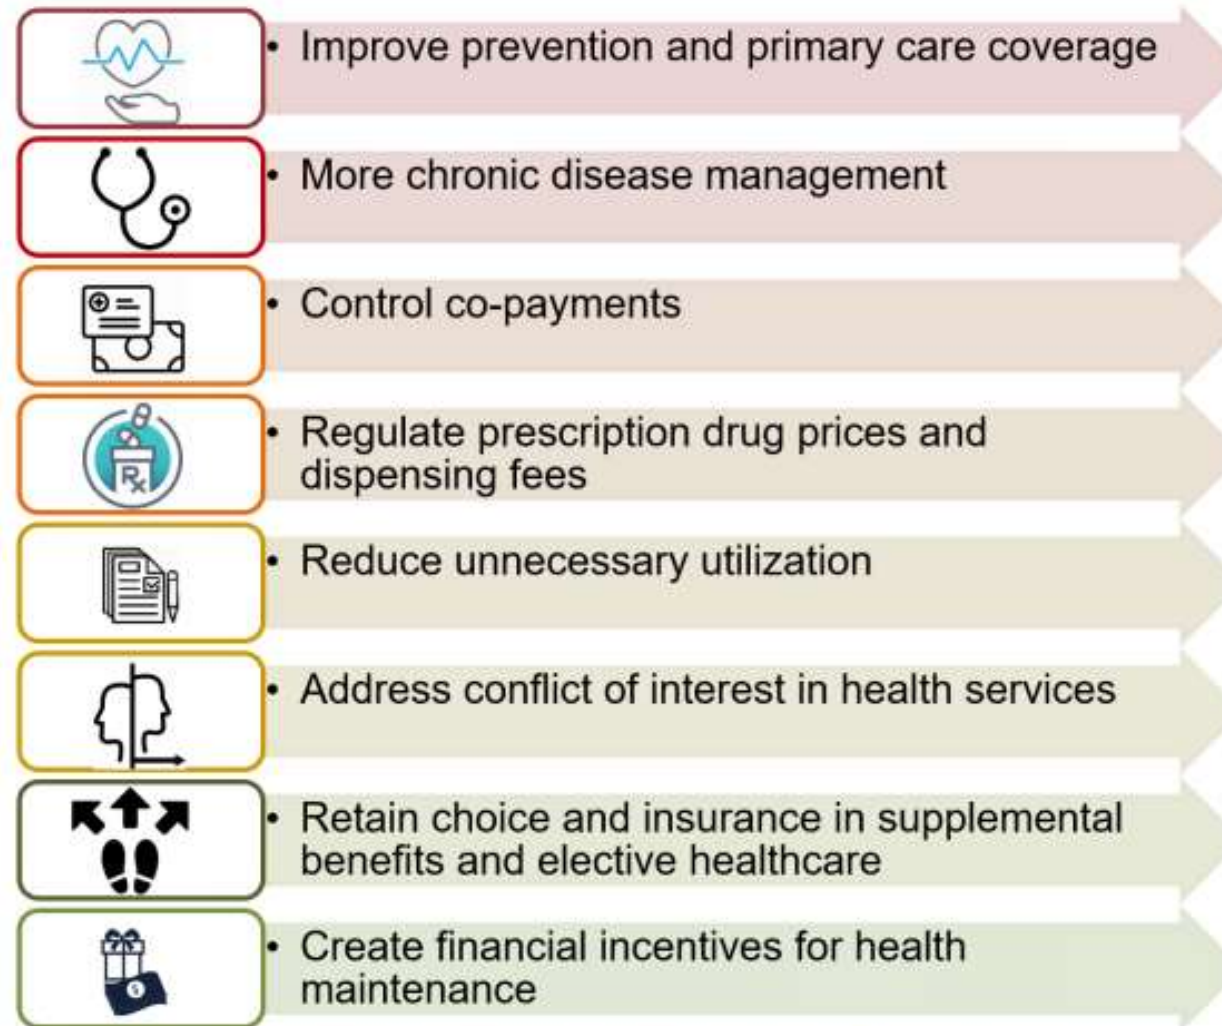 • Improve prevention and primary care coverage
• More chronic disease management
• Control co-payments
• Regulate prescription drug prices and
dispensing fees
Rx
• Reduce unnecessary utilization
• Address conflict of interest in health services
• Retain choice and insurance in supplemental
benefits and elective healthcare
• Create financial incentives for health
maintenance
$